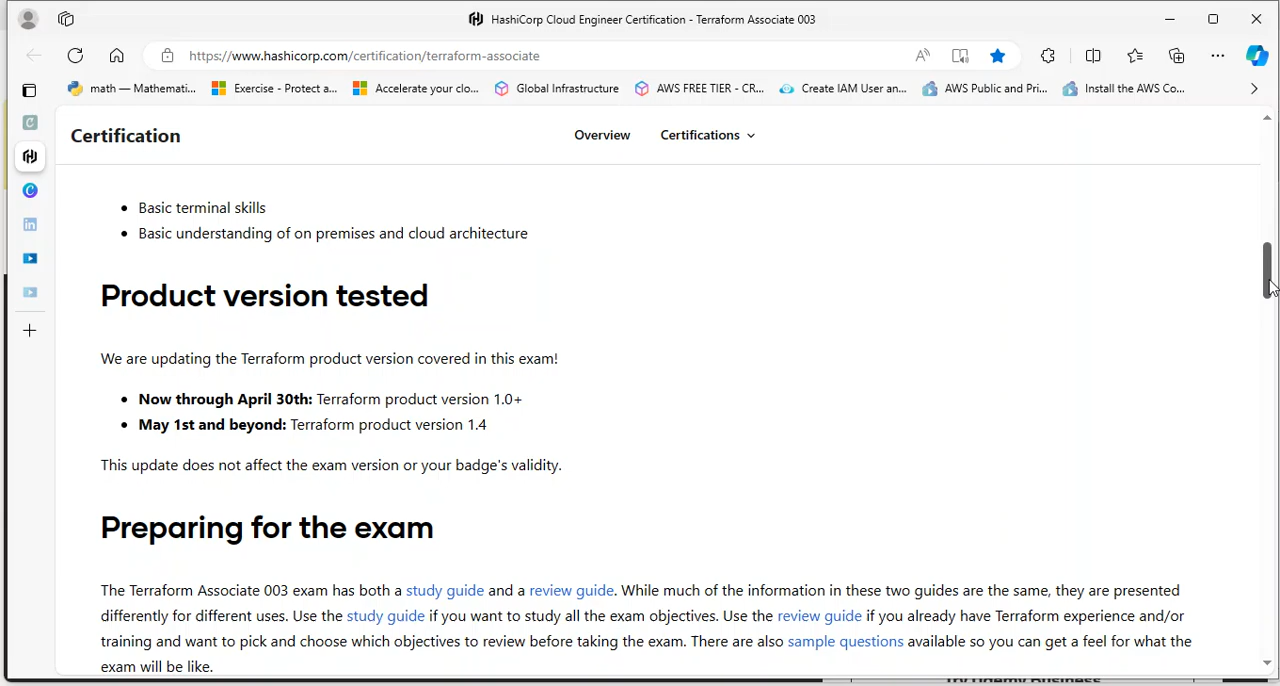 HashiCorp Cloud Engineer Certification - Terraform Associate 003
https://www.hashicorp.com/certification/terraform-associate
math — Mathemati... Exercise - Protect a... Accelerate your clo... Global Infrastructure AWS FREE TIER - CR... Create IAM User an... AWS Public and Pri... Install the AWS Co...
Certification Overview Certifications
• Basic terminal skills
• Basic understanding of on premises and cloud architecture
Product version tested
We are updating the Terraform product version covered in this exam!
• Now through April 30th: Terraform product version 1.0+
• May 1st and beyond: Terraform product version 1.4
This update does not affect the exam version or your badge's validity.
Preparing for the exam
The Terraform Associate 003 exam has both a study guide and a review guide. While much of the information in these two guides are the same, they are presented
differently for different uses. Use the study guide if you want to study all the exam objectives. Use the review guide if you already have Terraform experience and/or
training and want to pick and choose which objectives to review before taking the exam. There are also sample questions available so you can get a feel for what the
exam will be like.